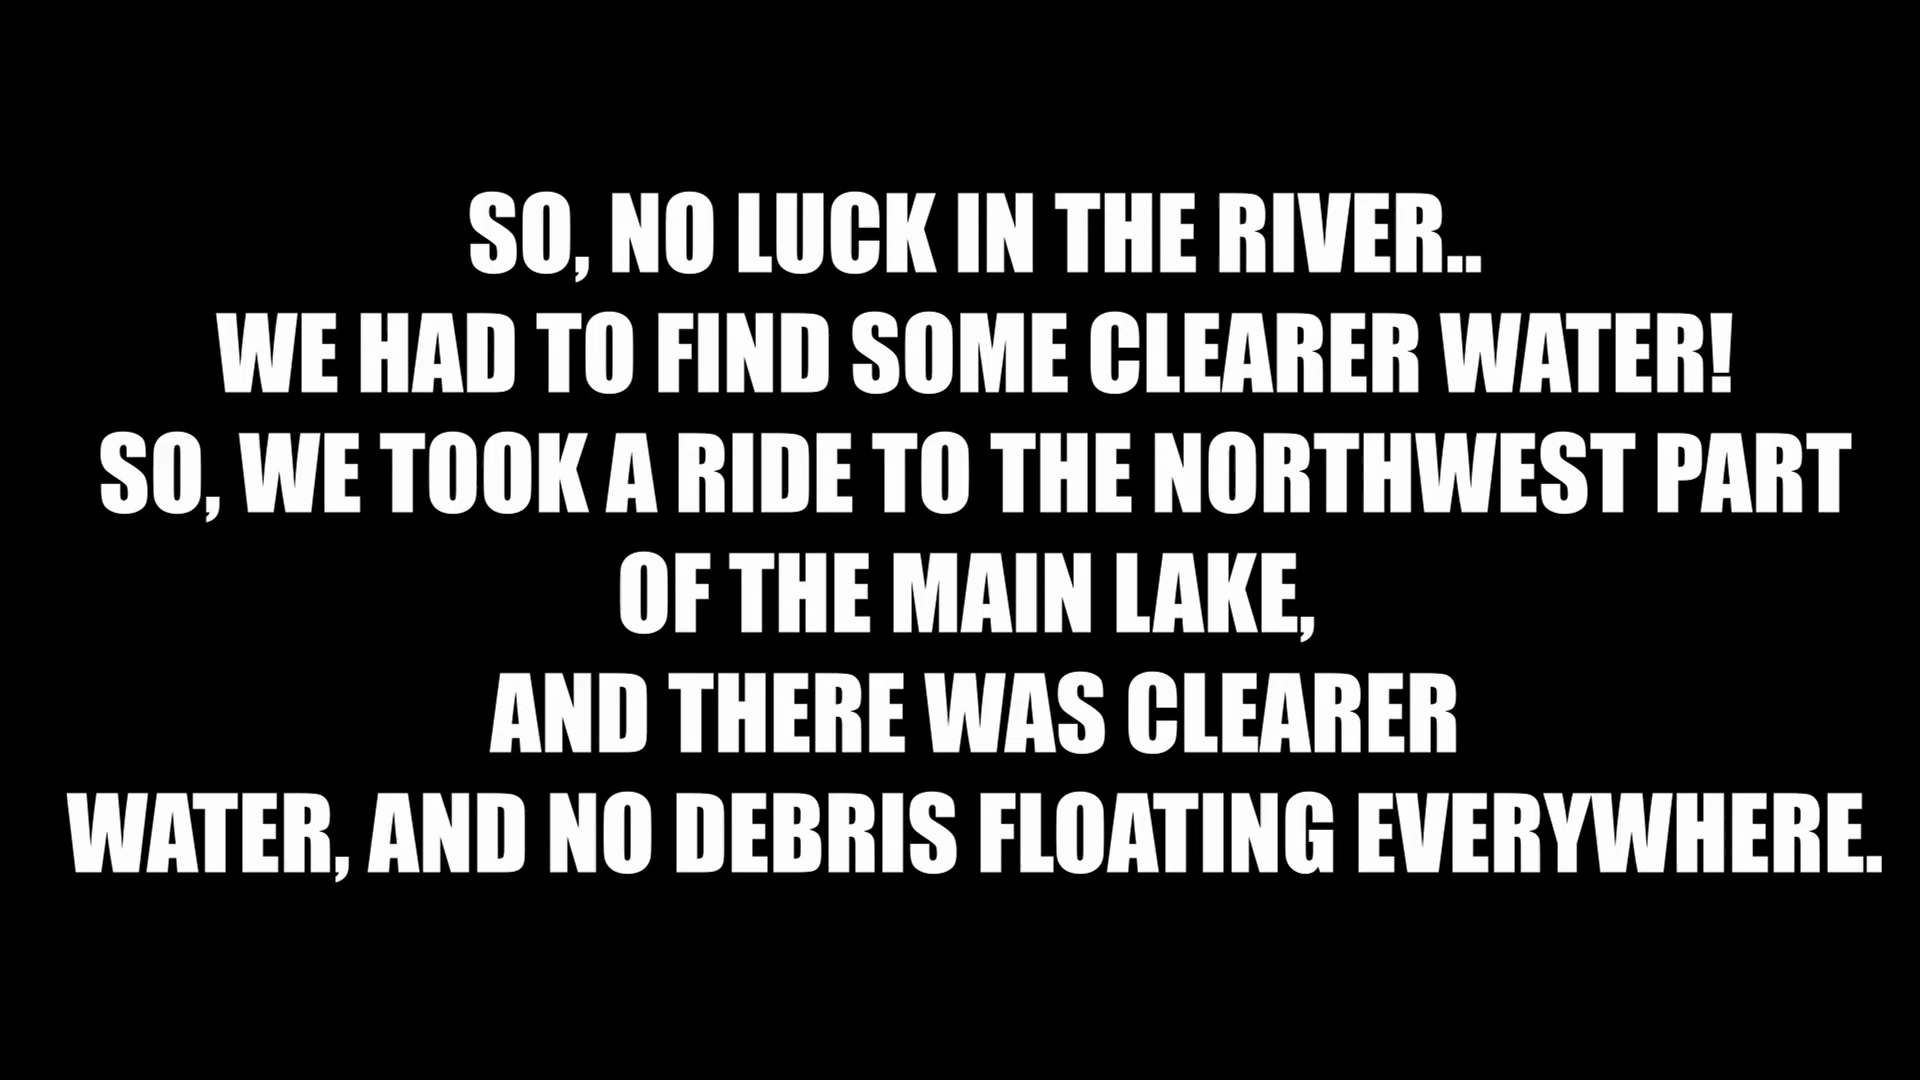 SO, NO LUCK IN THE RIVER..
WE HAD TO FIND SOME CLEARER WATER!
SO, WE TOOK A RIDE TO THE NORTHWEST PART
OF THE MAIN LAKE,
AND THERE WAS CLEARER
WATER, AND NO DEBRIS FLOATING EVERYWHERE.